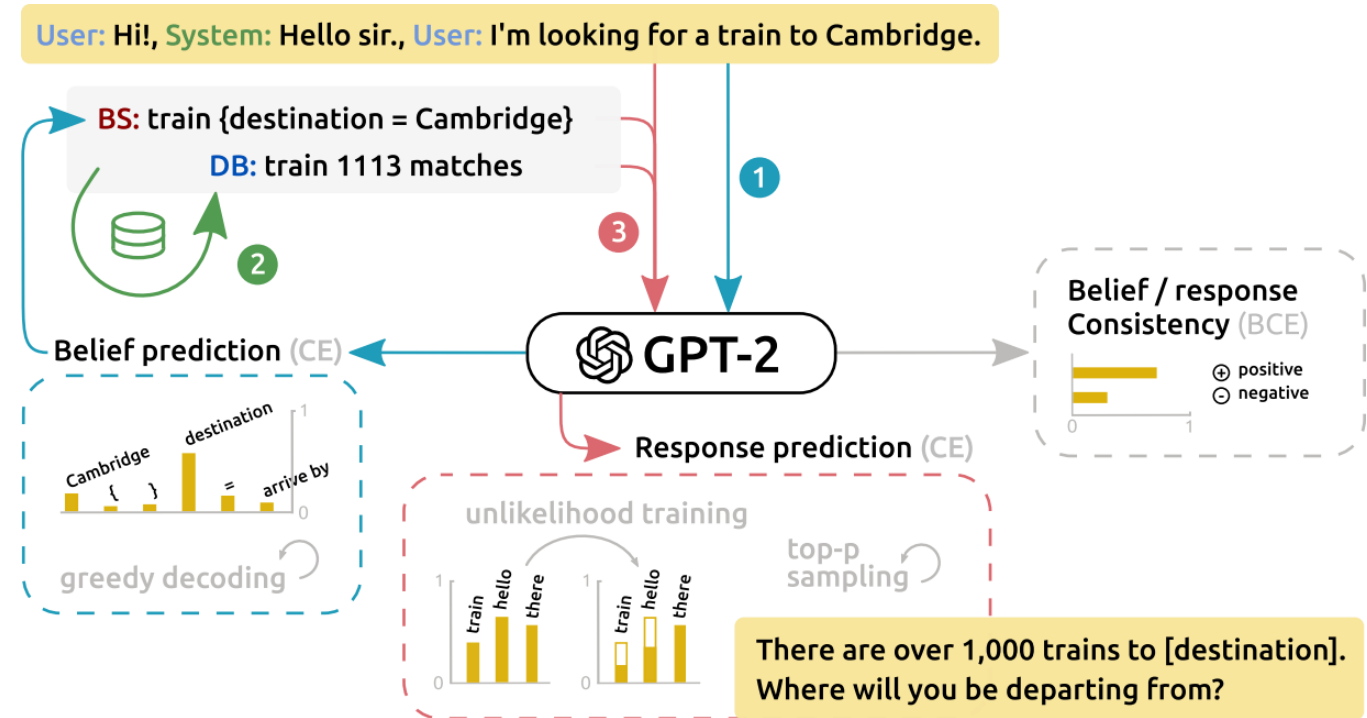 User: Hi!, System: Hello sir., User: I'm looking for a train to Cambridge.
BS: train {destination = Cambridge}
DB: train 1113 matches
1
3
2
GPT-2
Belief / response
Consistency (BCE)
+ positive
- negative
0 1
Belief prediction (CE)
Cambridge { } destination = arrive by
1
0
greedy decoding
Response prediction (CE)
unlikelihood training
top-p
sampling
1 train hello there
0
1 train hello there
0
There are over 1,000 trains to [destination].
Where will you be departing from?